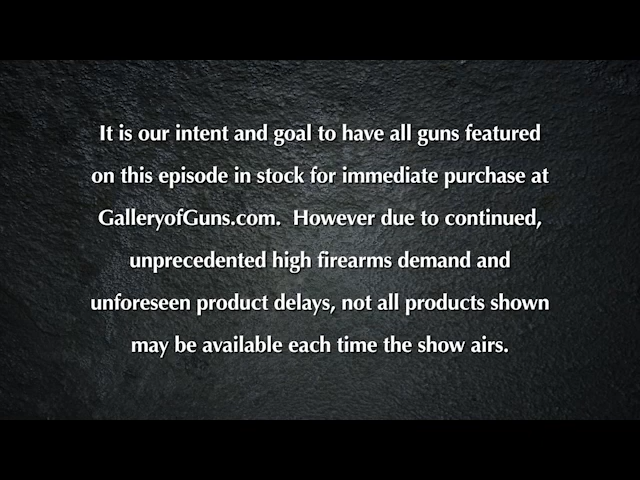 It is our intent and goal to have all guns featured
on this episode in stock for immediate purchase at
GalleryofGuns.com.  However due to continued,
unprecedented high firearms demand and
unforeseen product delays, not all products shown
may be available each time the show airs.